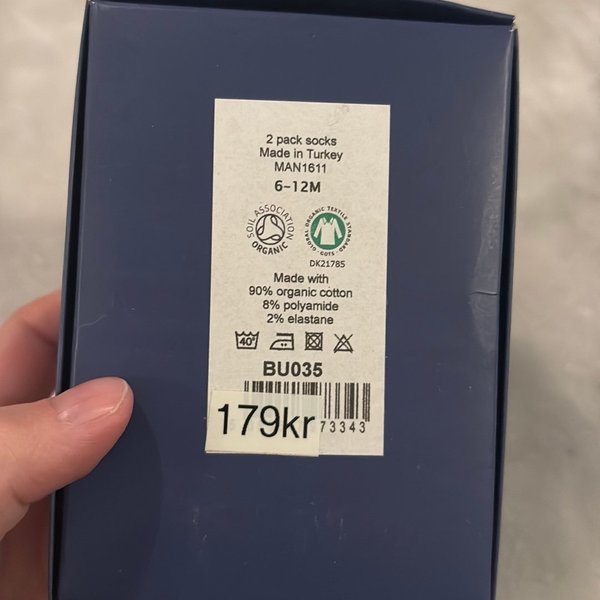 2 pack socks
Made in Turkey
MAN1611
6-12M
SOIL ASSOCIATION
ORGANIC
GLOBAL ORGANIC TEXTILE STANDARD
GOTS
DK21785
Made with
90% organic cotton
8% polyamide
2% elastane
40°
BU035
179kr
73343